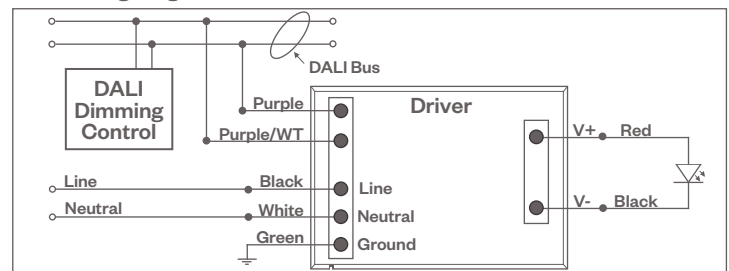 DALI Bus
DALI
Dimming
Control
Purple
Driver
Purple/WT
V+ Red
Line Black Line
V- Black
Neutral White Neutral
Green Ground